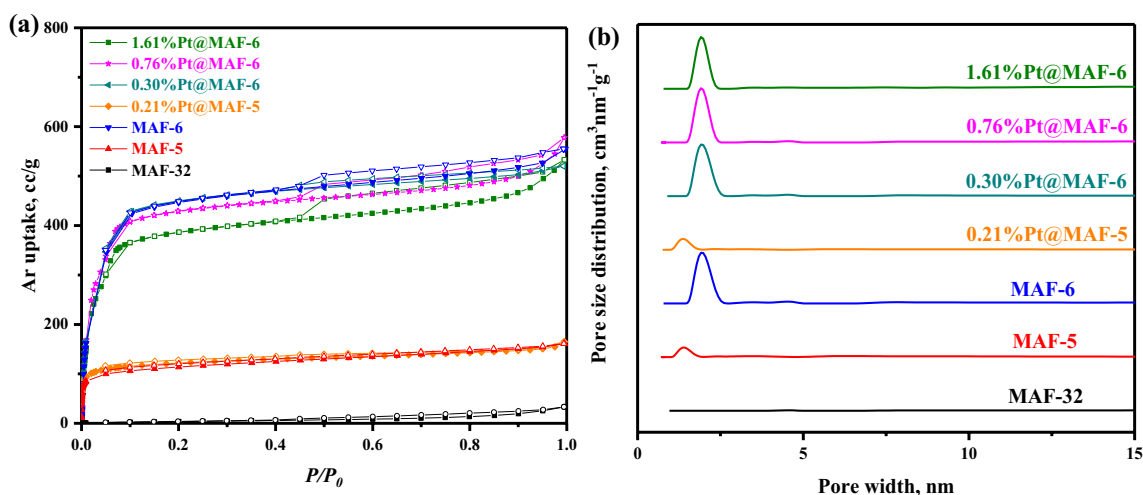 (a)
800
600
400
200
0
0.0 0.2 0.4 0.6 0.8 1.0
Ar uptake, cc/g
P/P0
1.61%Pt@MAF-6
0.76%Pt@MAF-6
0.30%Pt@MAF-6
0.21%Pt@MAF-5
MAF-6
MAF-5
MAF-32
(b)
Pore size distribution, cm3nm-1g-1
1.61%Pt@MAF-6
0.76%Pt@MAF-6
0.30%Pt@MAF-6
0.21%Pt@MAF-5
MAF-6
MAF-5
MAF-32
0 5 10 15
Pore width, nm